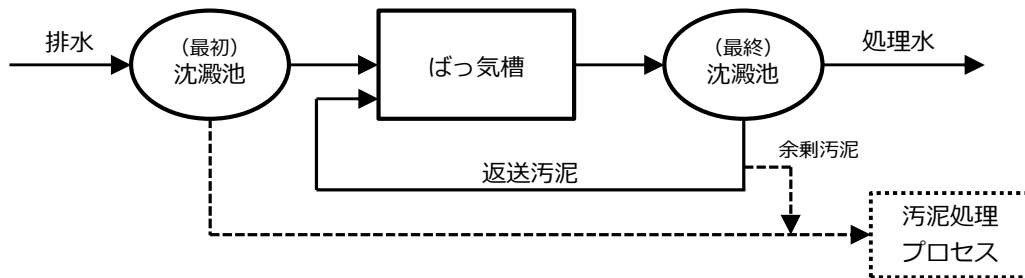 排水
（最初）
沈澱池
ばっ気槽
（最終）
沈澱池
処理水
余剰汚泥
返送汚泥
汚泥処理
プロセス